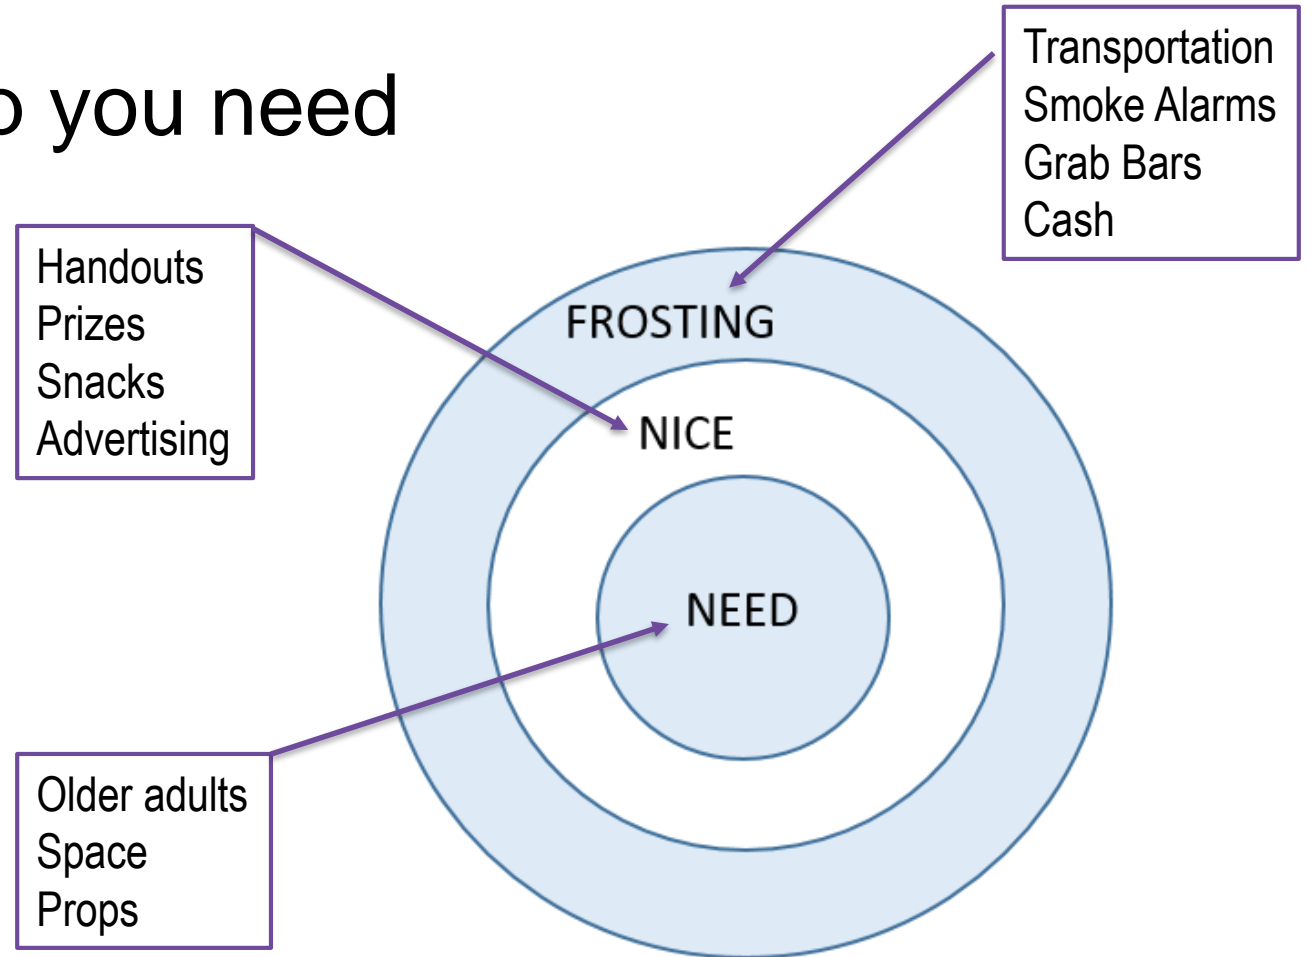 you need
Transportation
Smoke Alarms
Grab Bars
Cash
Handouts
Prizes
Snacks
Advertising
FROSTING
NICE
NEED
Older adults
Space
Props